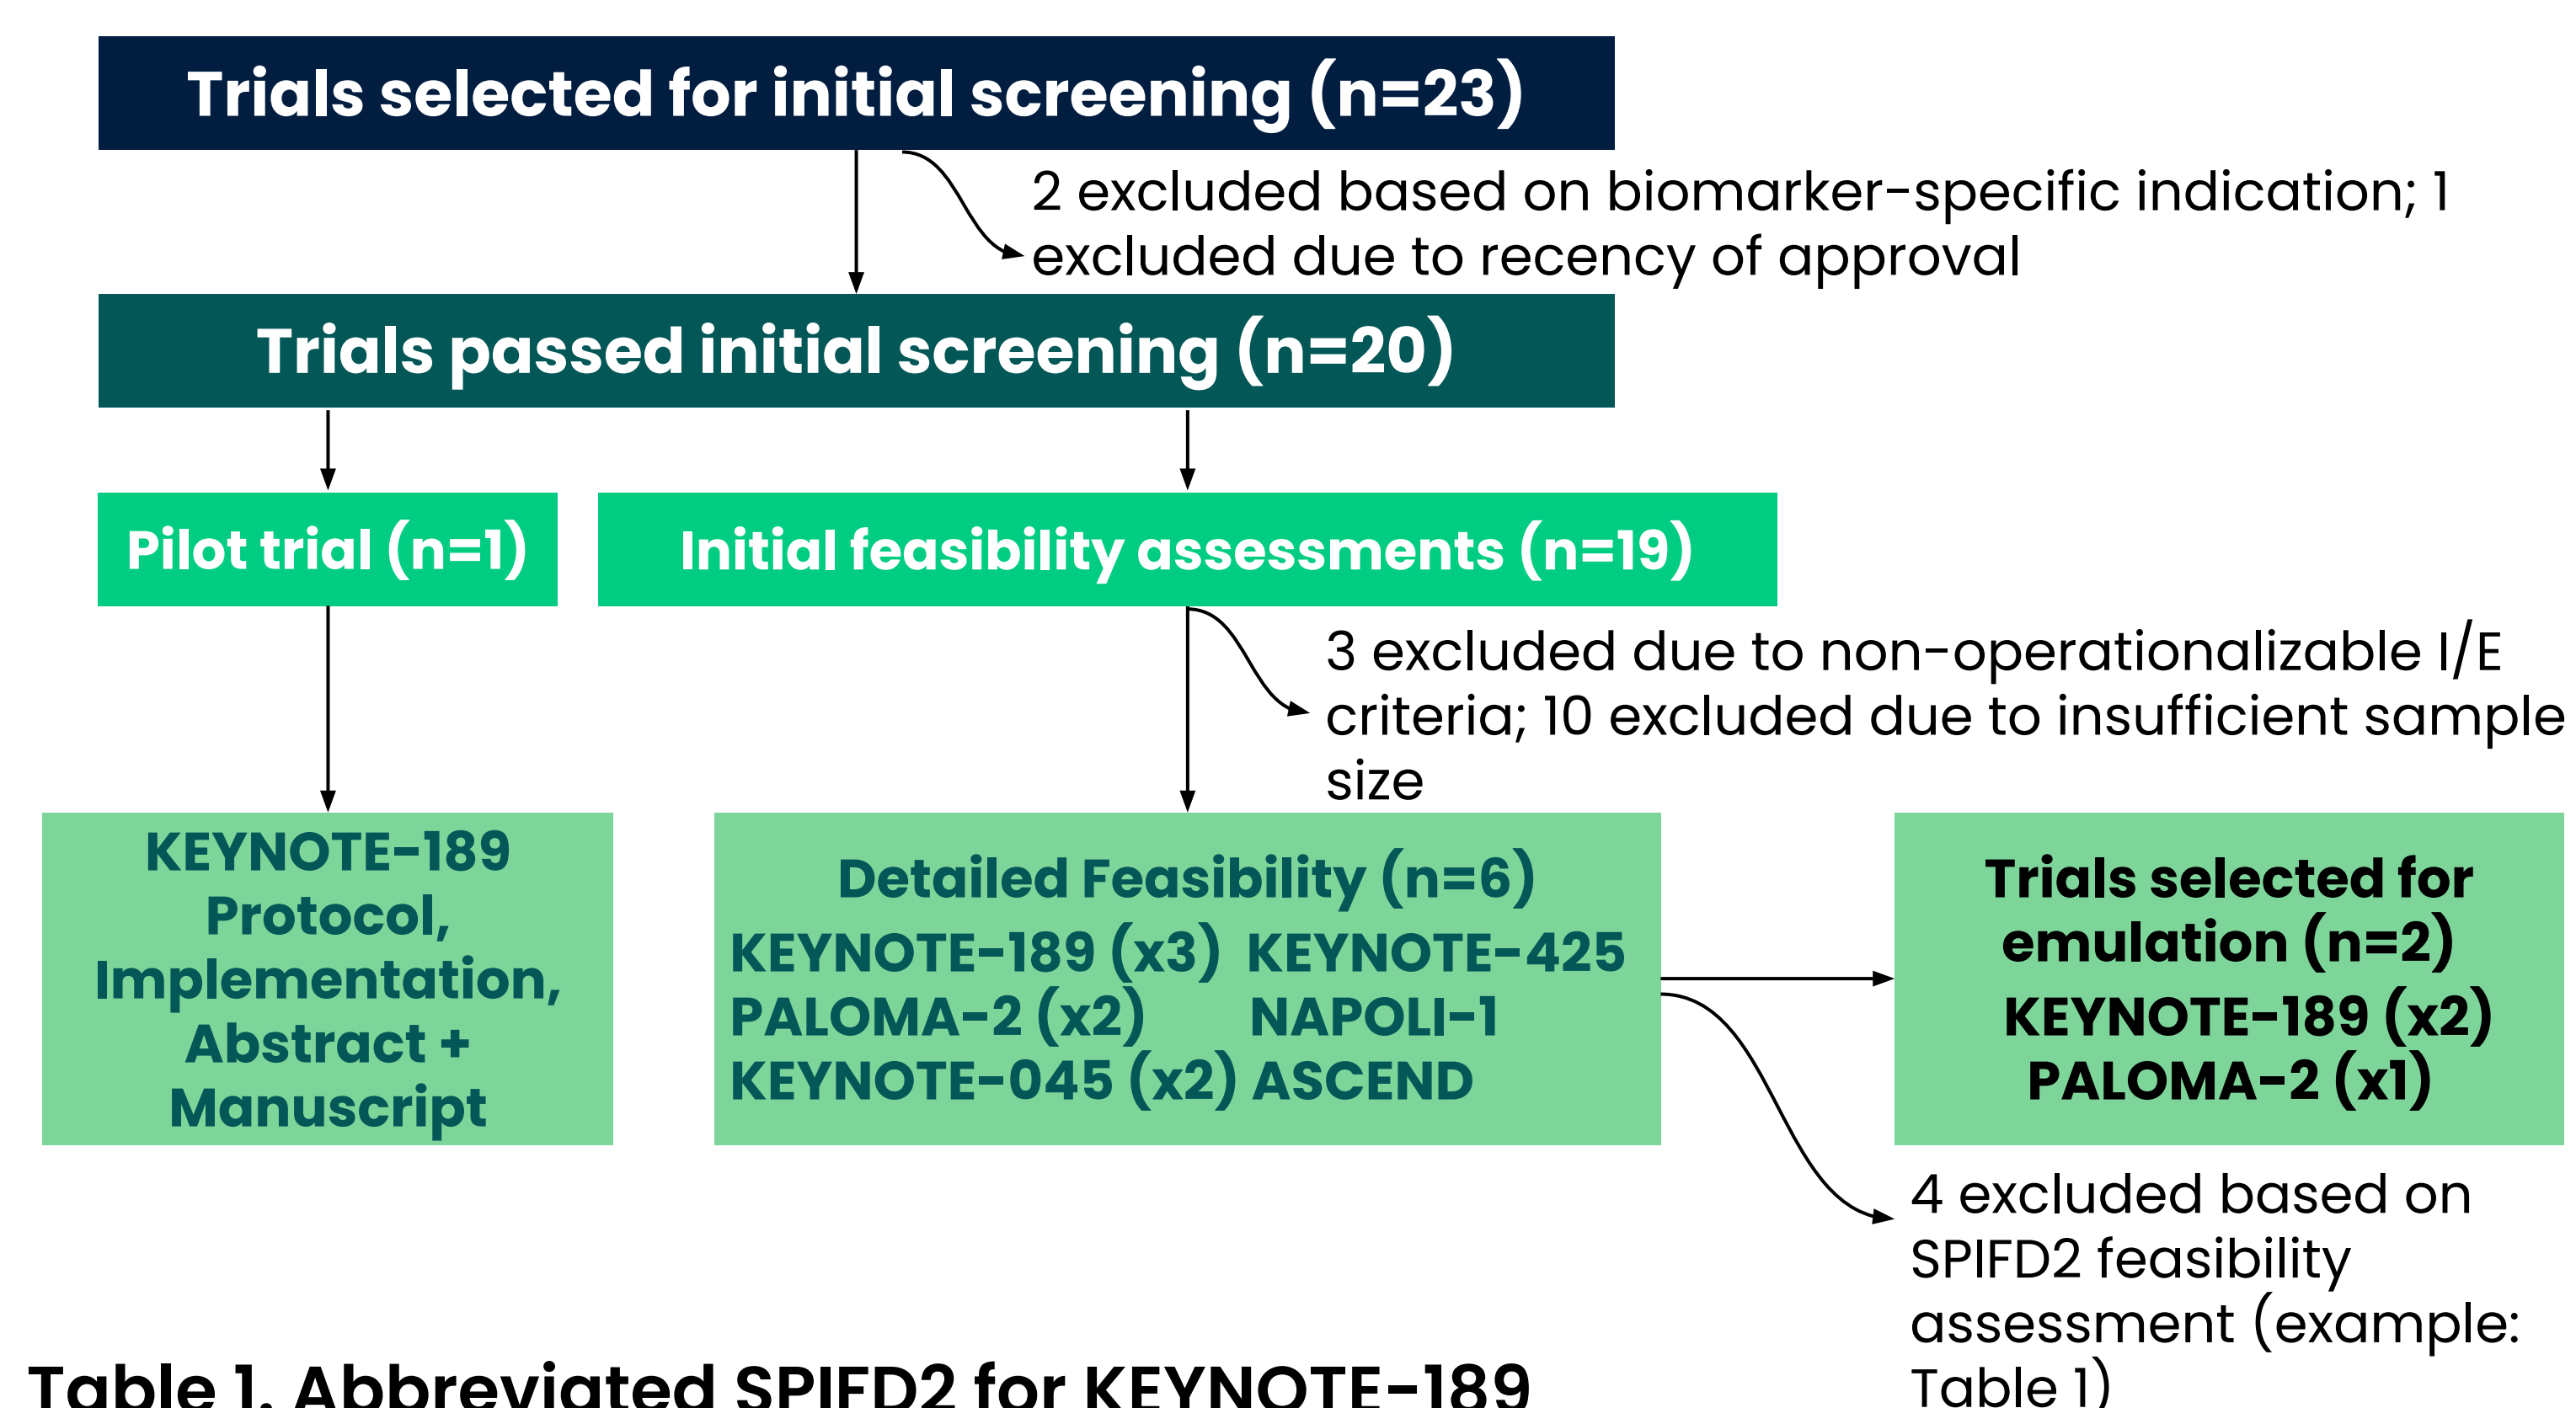 Trials selected for initial screening (n=23)
2 excluded based on biomarker-specific indication; 1
excluded due to recency of approval
Trials passed initial screening (n=20)
Pilot trial (n=1)
Initial feasibility assessments (n=19)
3 excluded due to non-operationalizable I/E
criteria; 10 excluded due to insufficient sample
size
KEYNOTE-189
Protocol,
Implementation,
Abstract +
Manuscript
Detailed Feasibility (n=6)
KEYNOTE-189 (x3) KEYNOTE-425
PALOMA-2 (x2) NAPOLI-1
KEYNOTE-045 (x2) ASCEND
Trials selected for
emulation (n=2)
KEYNOTE-189 (x2)
PALOMA-2 (x1)
4 excluded based on
SPIFD2 feasibility
assessment (example:
Table 1)
Table 1. Abbreviated SPIFD2 for KEYNOTE-189